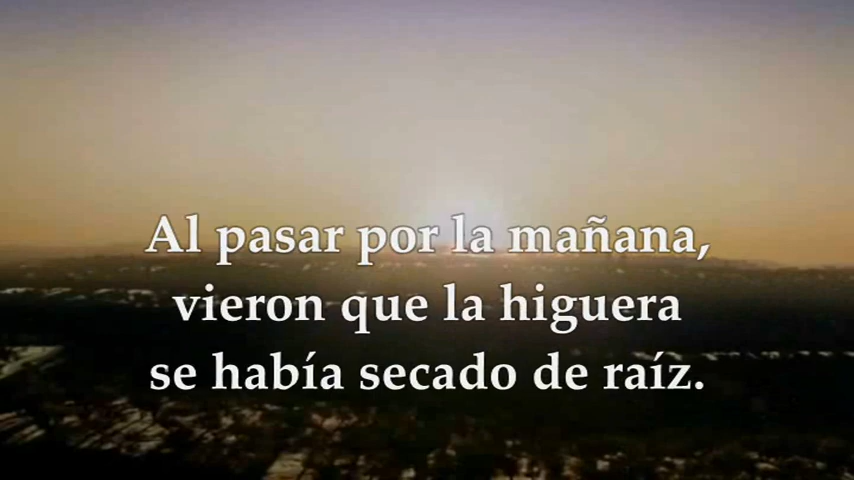 Al pasar por la mañana,
vieron que la higuera
se había secado de raíz.